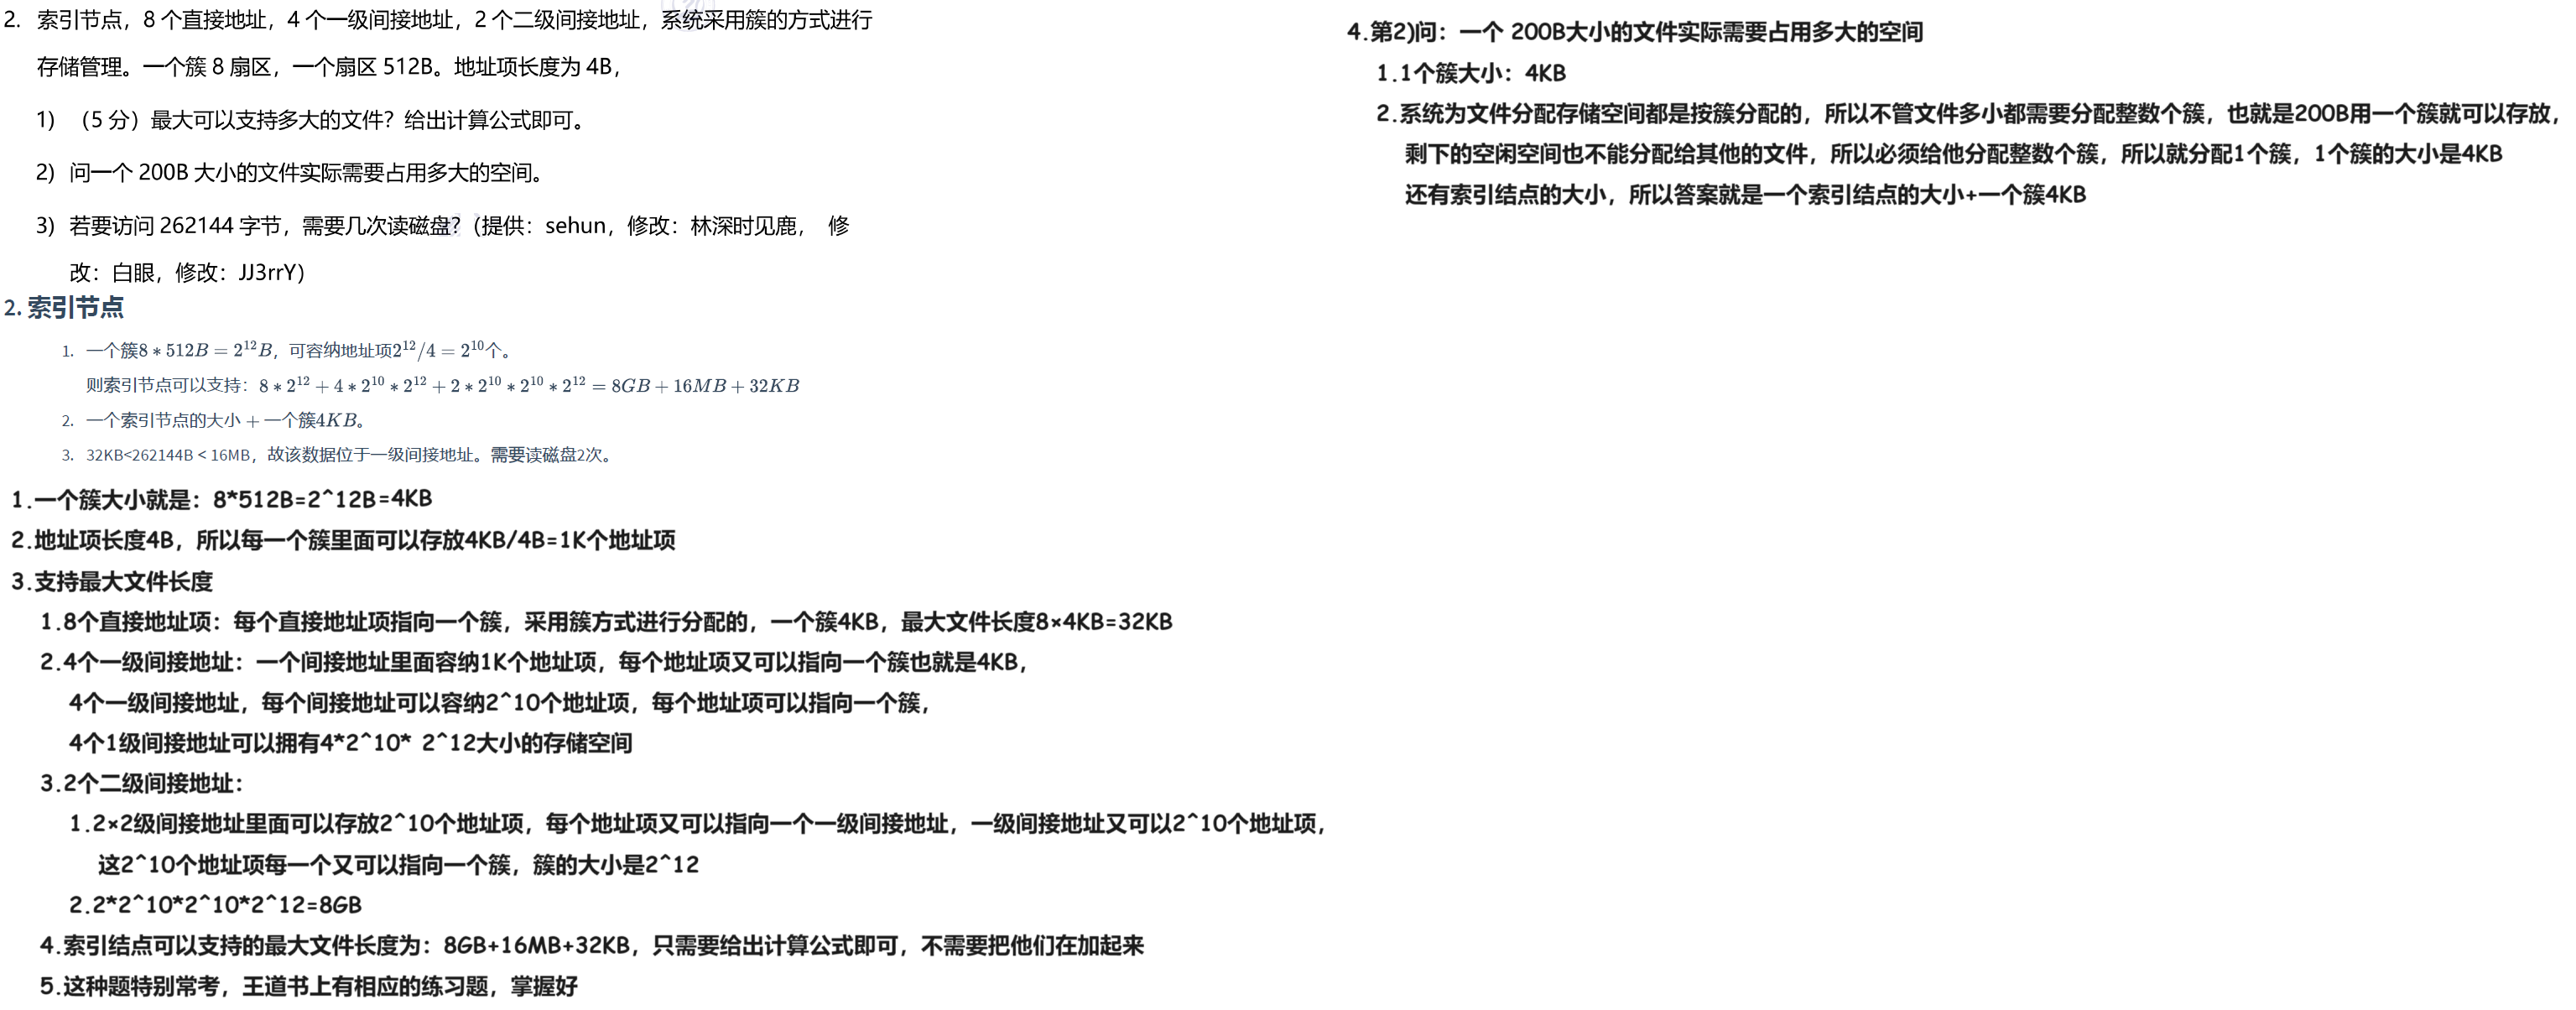 2. 索引节点，8 个直接地址，4 个一级间接地址，2 个二级间接地址，系统采用簇的方式进行
存储管理。一个簇 8 扇区，一个扇区 512B。地址项长度为 4B，
1) （5 分）最大可以支持多大的文件？给出计算公式即可。
2) 问一个 200B 大小的文件实际需要占用多大的空间。
3) 若要访问 262144 字节，需要几次读磁盘？（提供：sehun，修改：林深时见鹿， 修
改：白眼，修改：JJ3rrY）
2. 索引节点
1. 一个簇8 ∗ 512B = 2^12B，可容纳地址项2^12/4 = 2^10个。
则索引节点可以支持：8 ∗ 2^12 + 4 ∗ 2^10 ∗ 2^12 + 2 ∗ 2^10 ∗ 2^10 ∗ 2^12 = 8GB + 16MB + 32KB
2. 一个索引节点的大小 + 一个簇4KB。
3. 32KB<262144B < 16MB，故该数据位于一级间接地址。需要读磁盘2次。
1.一个簇大小就是：8*512B=2^12B=4KB
2.地址项长度4B，所以每一个簇里面可以存放4KB/4B=1K个地址项
3.支持最大文件长度
1.8个直接地址项：每个直接地址项指向一个簇，采用簇方式进行分配的，一个簇4KB，最大文件长度8×4KB=32KB
2.4个一级间接地址：一个间接地址里面容纳1K个地址项，每个地址项又可以指向一个簇也就是4KB，
4个一级间接地址，每个间接地址可以容纳2^10个地址项，每个地址项可以指向一个簇，
4个1级间接地址可以拥有4*2^10* 2^12大小的存储空间
3.2个二级间接地址：
1.2×2级间接地址里面可以存放2^10个地址项，每个地址项又可以指向一个一级间接地址，一级间接地址又可以2^10个地址项，
这2^10个地址项每一个又可以指向一个簇，簇的大小是2^12
2.2*2^10*2^10*2^12=8GB
4.索引结点可以支持的最大文件长度为：8GB+16MB+32KB，只需要给出计算公式即可，不需要把他们在加起来
5.这种题特别常考，王道书上有相应的练习题，掌握好
4.第2)问：一个 200B大小的文件实际需要占用多大的空间
1.1个簇大小：4KB
2.系统为文件分配存储空间都是按簇分配的，所以不管文件多小都需要分配整数个簇，也就是200B用一个簇就可以存放，
剩下的空闲空间也不能分配给其他的文件，所以必须给他分配整数个簇，所以就分配1个簇，1个簇的大小是4KB
还有索引结点的大小，所以答案就是一个索引结点的大小+一个簇4KB